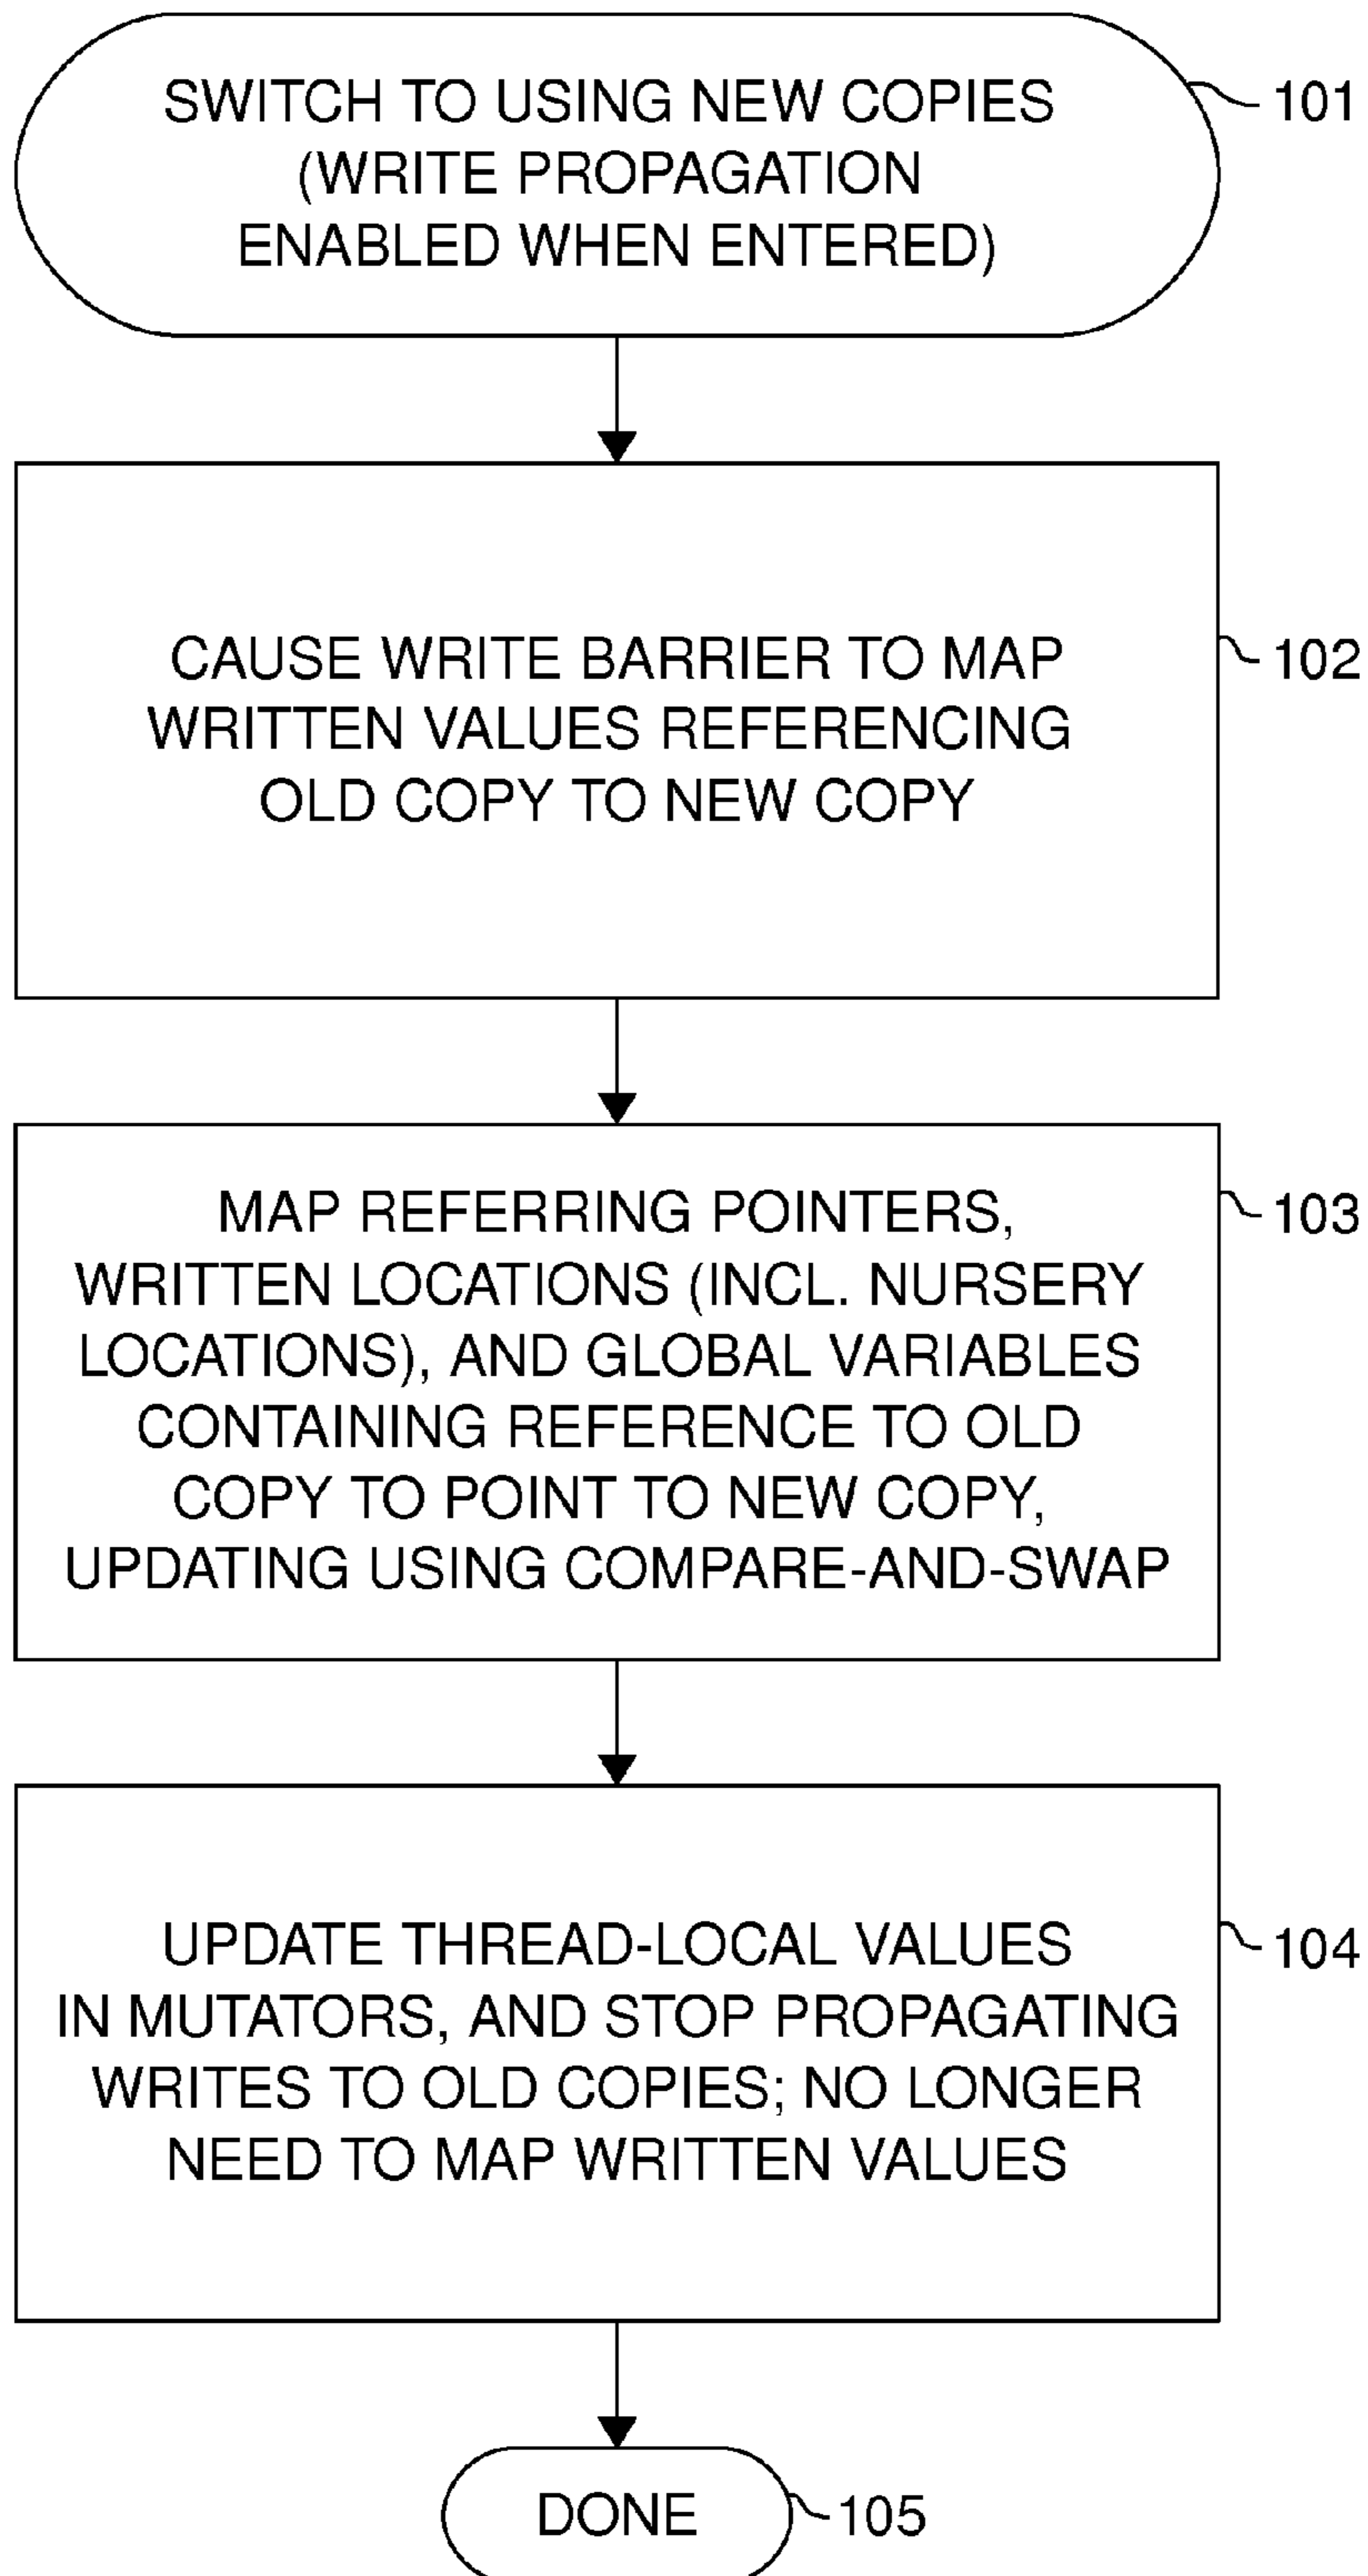 SWITCH TO USING NEW COPIES
(WRITE PROPAGATION
ENABLED WHEN ENTERED)
101
CAUSE WRITE BARRIER TO MAP
WRITTEN VALUES REFERENCING
OLD COPY TO NEW COPY
102
MAP REFERRING POINTERS,
WRITTEN LOCATIONS (INCL. NURSERY
LOCATIONS), AND GLOBAL VARIABLES
CONTAINING REFERENCE TO OLD
COPY TO POINT TO NEW COPY,
UPDATING USING COMPARE-AND-SWAP
103
UPDATE THREAD-LOCAL VALUES
IN MUTATORS, AND STOP PROPAGATING
WRITES TO OLD COPIES; NO LONGER
NEED TO MAP WRITTEN VALUES
104
DONE
105